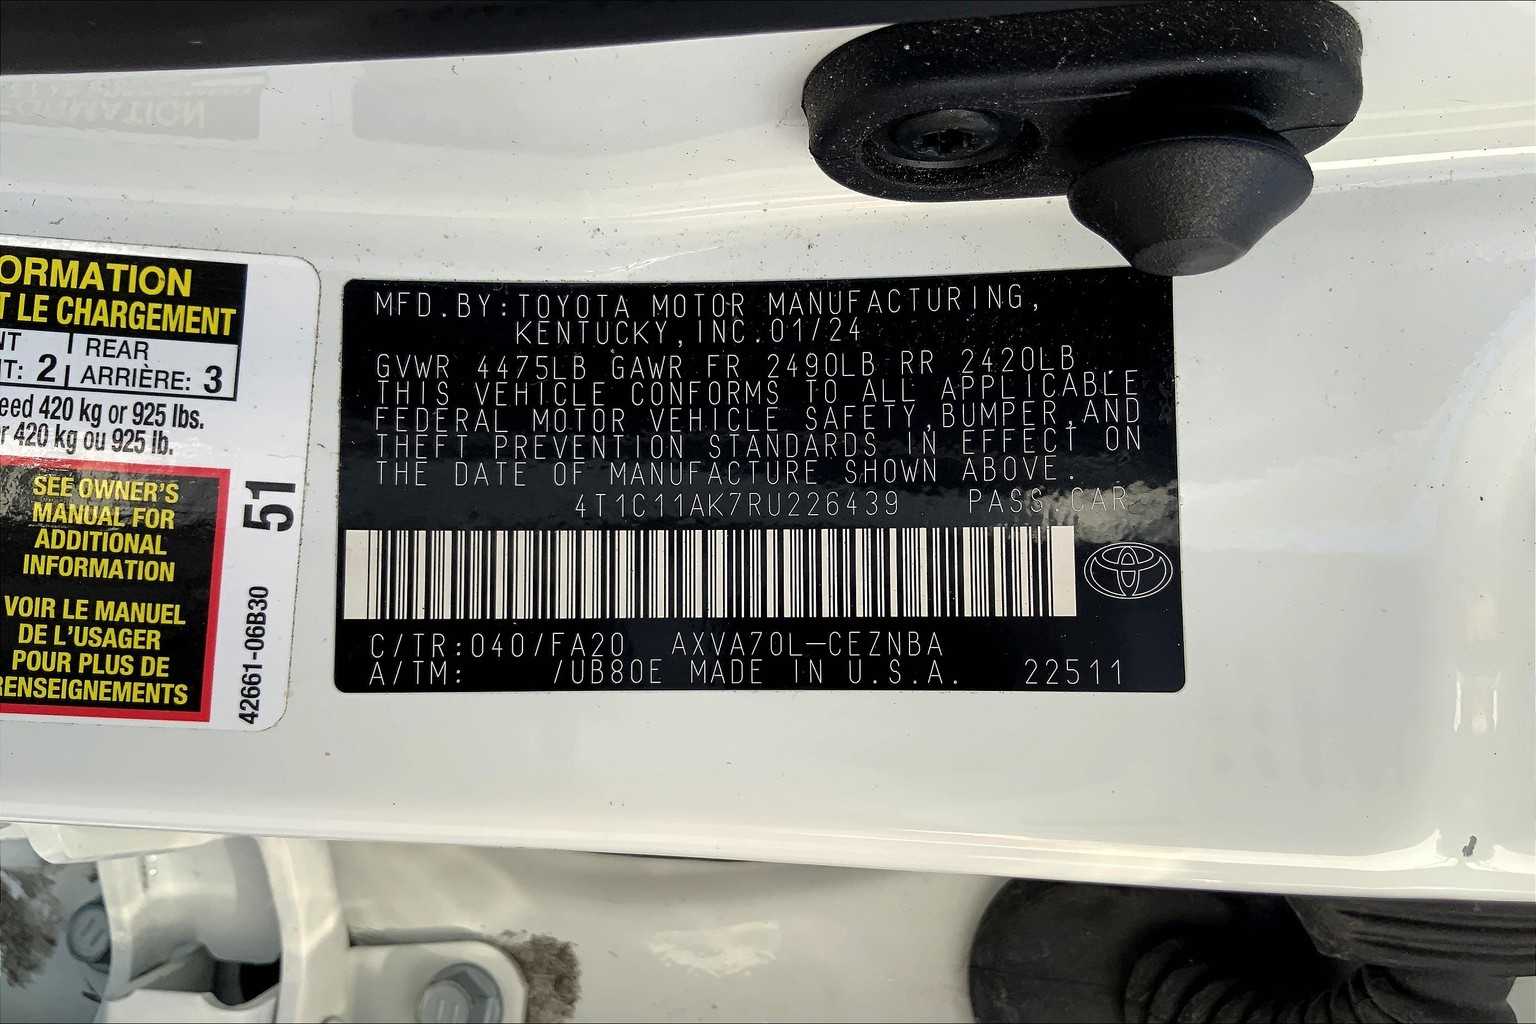 ORMATION
T LE CHARGEMENT
NT REAR
T: 2 ARRIÈRE: 3
eed 420 kg or 925 lbs.
r 420 kg ou 925 lb.
SEE OWNER'S
MANUAL FOR
ADDITIONAL
INFORMATION
VOIR LE MANUEL
DE L'USAGER
POUR PLUS DE
RENSEIGNEMENTS
51
42661-06B30
MFD.BY:TOYOTA MOTOR MANUFACTURING,
KENTUCKY,INC.01/24
GVWR 4475LB GAWR FR 2490LB RR 2420LB
THIS VEHICLE CONFORMS TO ALL APPLICABLE
FEDERAL MOTOR VEHICLE SAFETY,BUMPER,AND
THEFT PREVENTION STANDARDS IN EFFECT ON
THE DATE OF MANUFACTURE SHOWN ABOVE.
4T1C11AK7RU226439 PASS.CAR
C/TR:040/FA20 AXVA70L-CEZNBA
A/TM: /UB80E MADE IN U.S.A. 22511